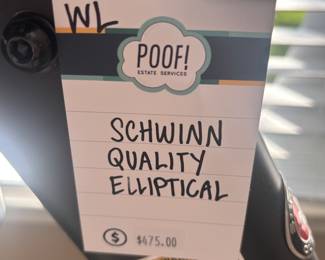 WL
POOF!
ESTATE SERVICES
SCHWINN
QUALITY
ELLIPTICAL
$ $475.00